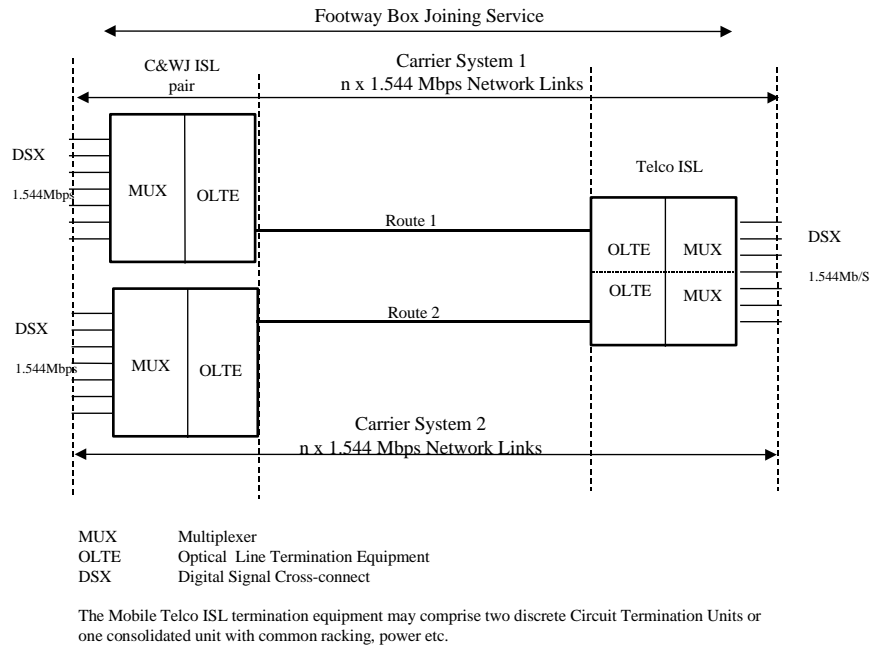 Footway Box Joining Service
Carrier System 1
n x 1.544 Mbps Network Links
C&WJ ISL
pair
DSX
1.544Mbps
MUX
OLTE
Telco ISL
Route 1
OLTE
MUX
OLTE
MUX
DSX
1.544Mb/S
Route 2
DSX
1.544Mbps
MUX
OLTE
Carrier System 2
n x 1.544 Mbps Network Links
MUX Multiplexer
OLTE Optical Line Termination Equipment
DSX Digital Signal Cross-connect
The Mobile Telco ISL termination equipment may comprise two discrete Circuit Termination Units or
one consolidated unit with common racking, power etc.